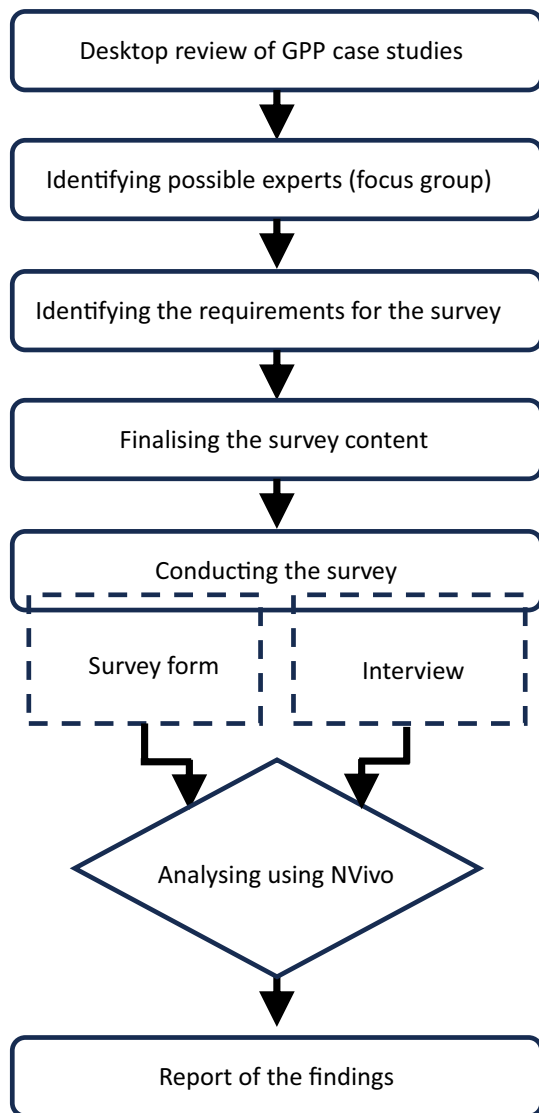 Desktop review of GPP case studies
Identifying possible experts (focus group)
Identifying the requirements for the survey
Finalising the survey content
Conducting the survey
Survey form
Interview
Analysing using NVivo
Report of the findings